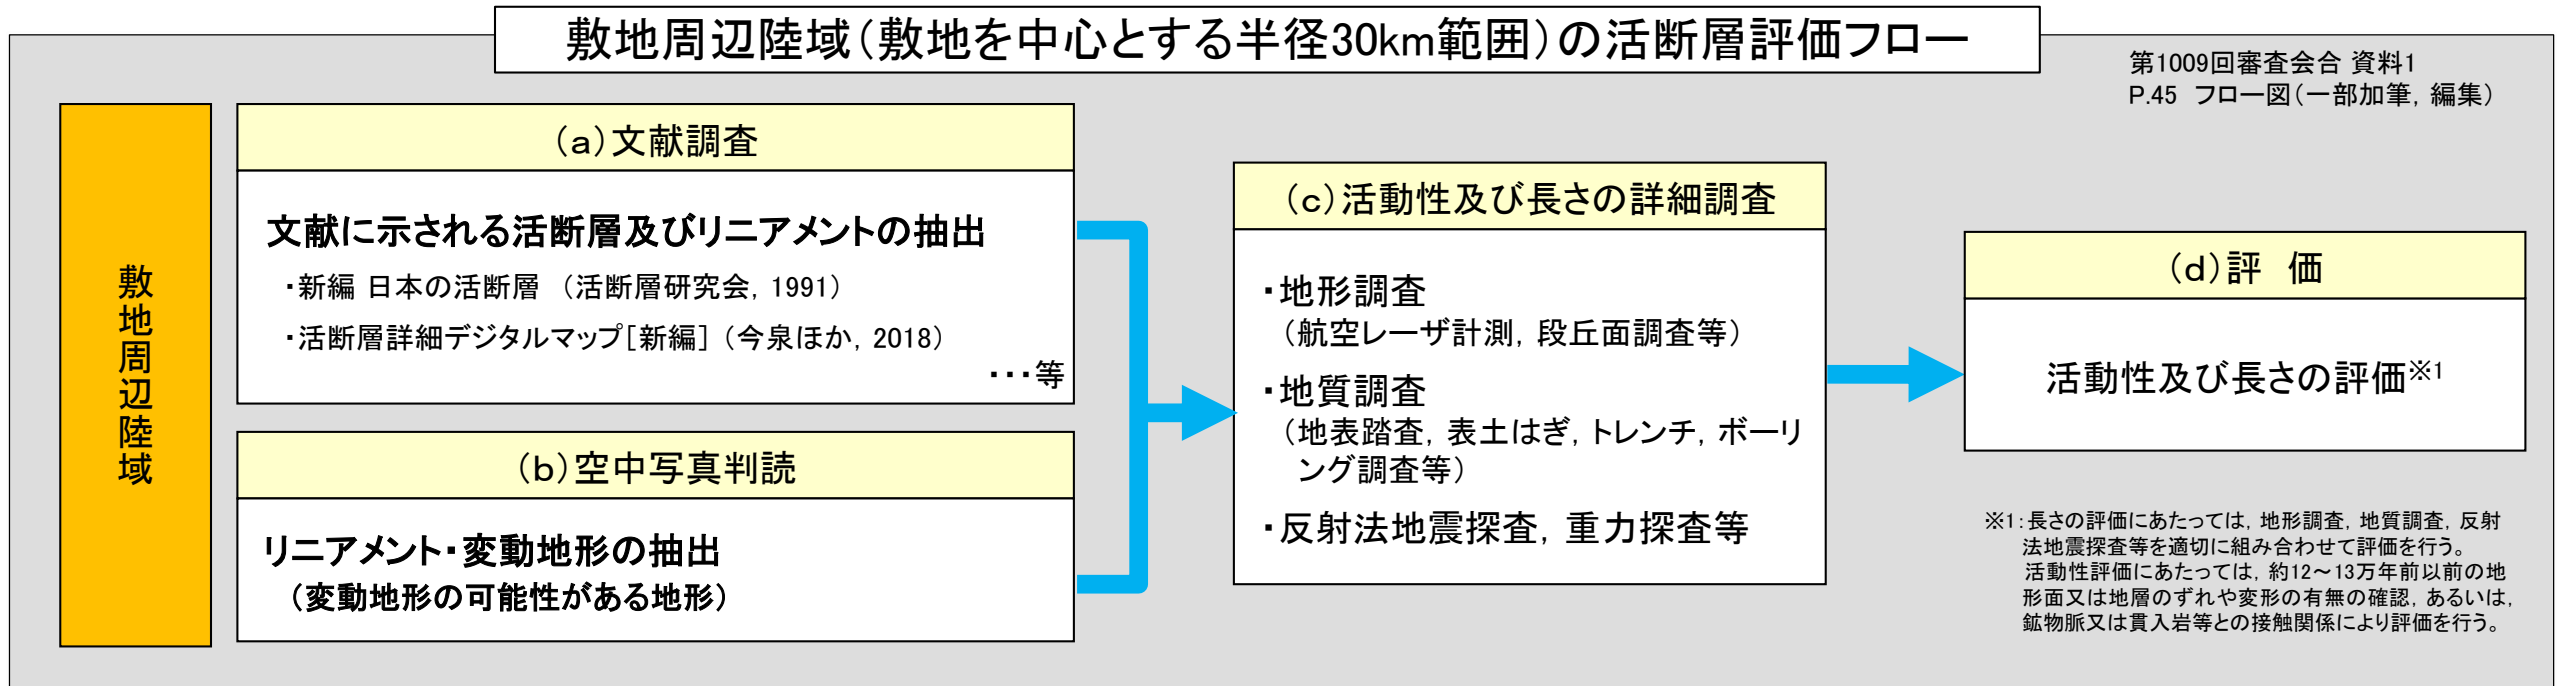 敷地周辺陸域(敷地を中心とする半径30km範囲)の活断層評価フロー
第1009回審査会合 資料1
P.45 フロー図(一部加筆，編集)
敷地周辺陸域
(a)文献調査
文献に示される活断層及びリニアメントの抽出
・新編 日本の活断層 (活断層研究会，1991)
・活断層詳細デジタルマップ[新編] (今泉ほか，2018)
・・・等
(b)空中写真判読
リニアメント・変動地形の抽出
(変動地形の可能性がある地形)
(c)活動性及び長さの詳細調査
・地形調査
(航空レーザ計測，段丘面調査等)
・地質調査
(地表踏査，表土はぎ，トレンチ，ボーリ
ング調査等)
・反射法地震探査，重力探査等
(d)評 価
活動性及び長さの評価※1
※1：長さの評価にあたっては，地形調査，地質調査，反射
法地震探査等を適切に組み合わせて評価を行う。
活動性評価にあたっては，約12～13万年前以前の地
形面又は地層のずれや変形の有無の確認，あるいは，
鉱物脈又は貫入岩等との接触関係により評価を行う。